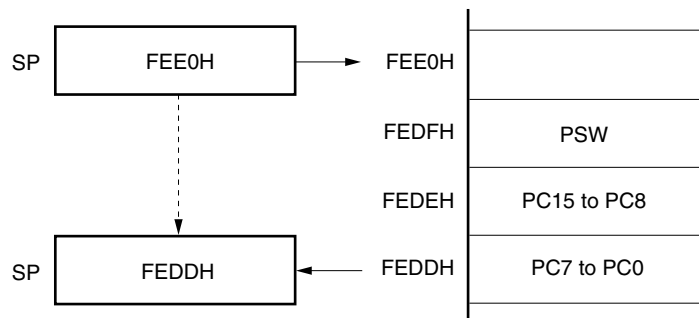 SP FEE0H FEE0H
FEDFH PSW
FEDEH PC15 to PC8
SP FEDDH FEDDH PC7 to PC0